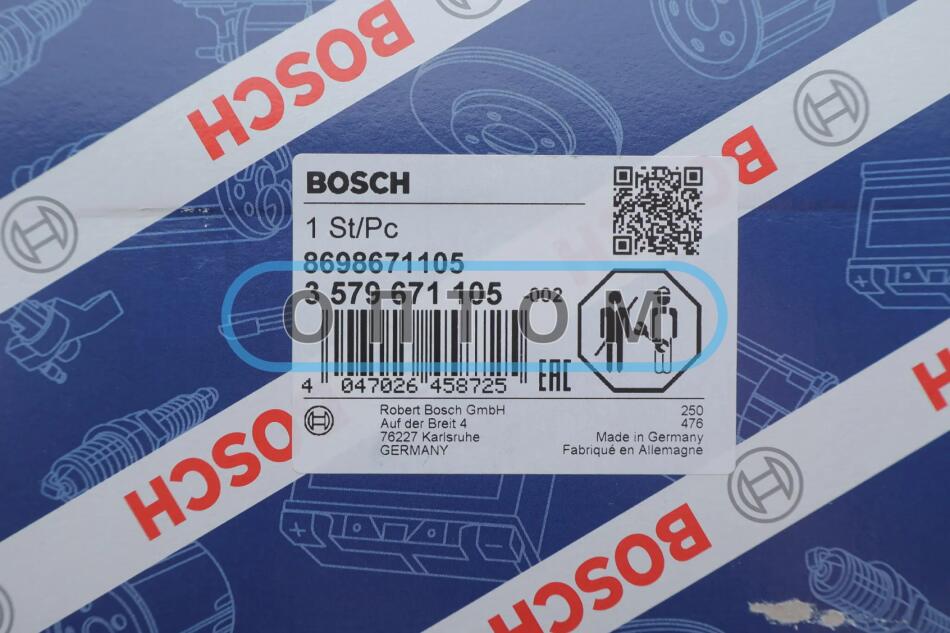 BOSCH
BOSCH
BOSCH
1 St/Pc
8698671105
3 579 671 105 -002
ОПТОМ
4 047026 458725 EAC
Robert Bosch GmbH 250
Auf der Breit 4 476
76227 Karlsruhe Made in Germany
GERMANY Fabriqué en Allemagne
BOSCH
BOSCH